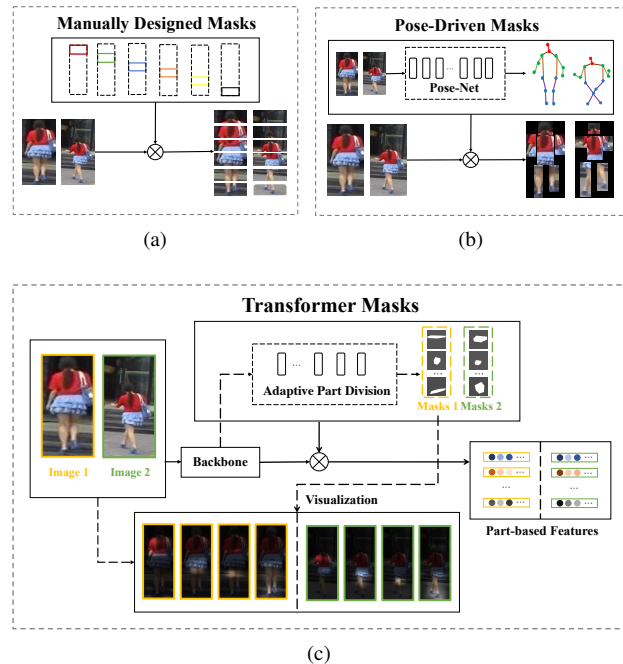 Manually Designed Masks
(a)
Pose-Driven Masks
...
Pose-Net
(b)
Transformer Masks
Image 1
Image 2
Backbone
...
Adaptive Part Division
...
Masks 1
...
Masks 2
Visualization
...
...
...
...
...
...
...
...
Part-based Features
(c)